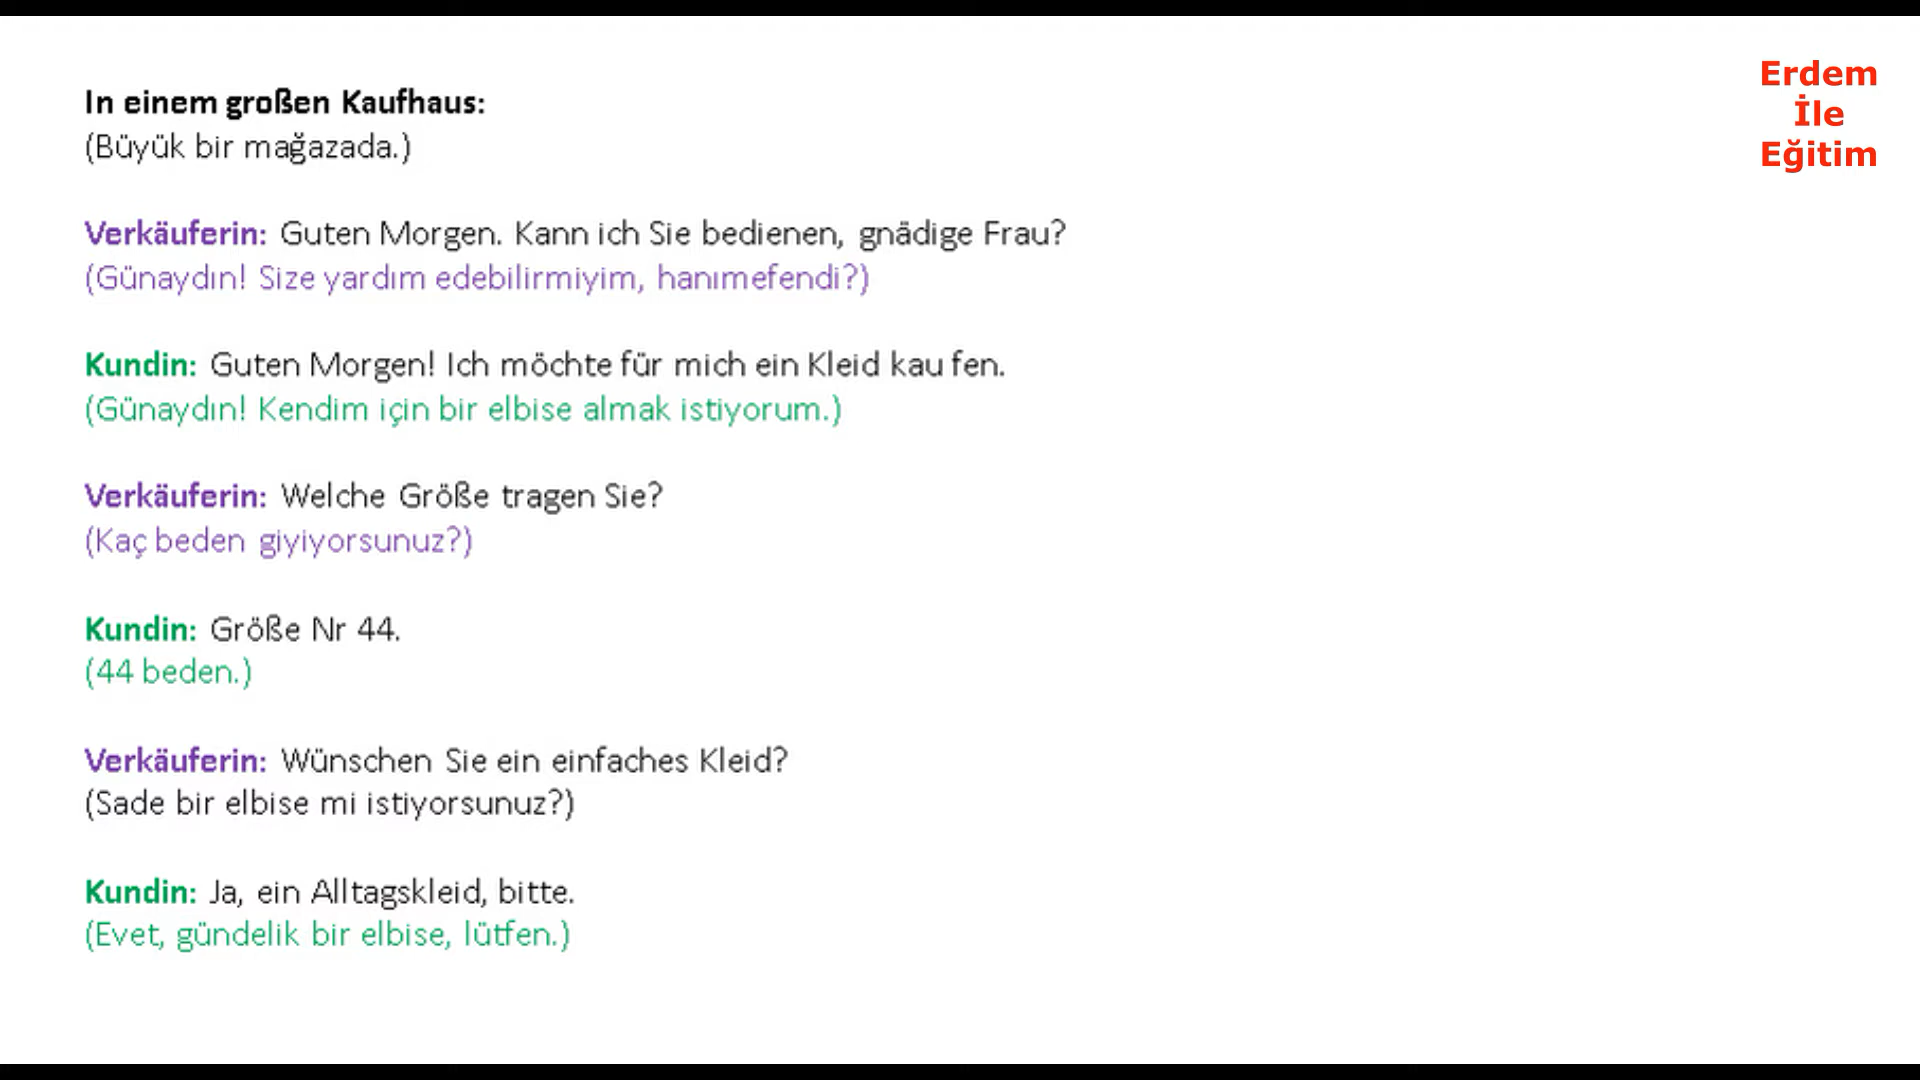 In einem großen Kaufhaus:
(Büyük bir mağazada.)
Verkäuferin: Guten Morgen. Kann ich Sie bedienen, gnädige Frau?
(Günaydın! Size yardım edebilirmiyim, hanımefendi?)
Kundin: Guten Morgen! Ich möchte für mich ein Kleid kau fen.
(Günaydın! Kendim için bir elbise almak istiyorum.)
Verkäuferin: Welche Größe tragen Sie?
(Kaç beden giyiyorsunuz?)
Kundin: Größe Nr 44.
(44 beden.)
Verkäuferin: Wünschen Sie ein einfaches Kleid?
(Sade bir elbise mi istiyorsunuz?)
Kundin: Ja, ein Alltagskleid, bitte.
(Evet, gündelik bir elbise, lütfen.)
Erdem
İle
Eğitim